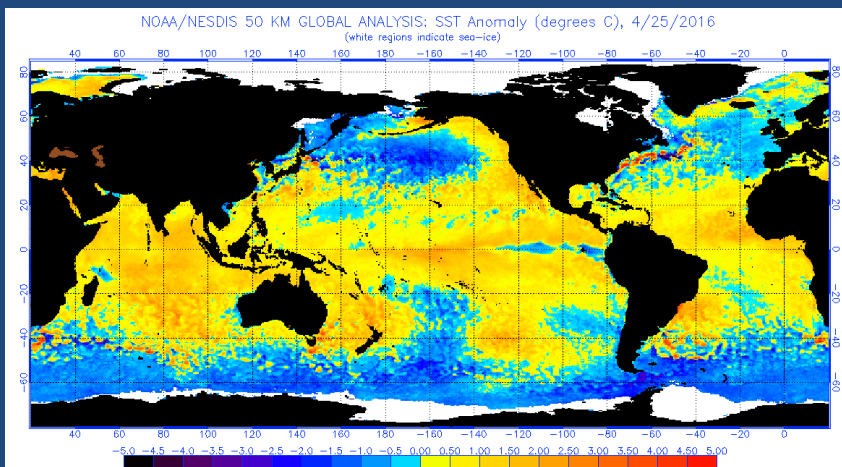 NOAA/NESDIS 50 KM GLOBAL ANALYSIS: SST Anomaly (degrees C), 4/25/2016
(white regions indicate sea-ice)
40 60 80 100 120 140 160 180 -160 -140 -120 -100 -80 -60 -40 -20 0
80 80
60 60
40 40
20 20
0 0
-20 -20
-40 -40
-60 -60
40 60 80 100 120 140 160 180 -160 -140 -120 -100 -80 -60 -40 -20 0
-5.0 -4.5 -4.0 -3.5 -3.0 -2.5 -2.0 -1.5 -1.0 -0.5 0.00 0.50 1.00 1.50 2.00 2.50 3.00 3.50 4.00 4.50 5.00